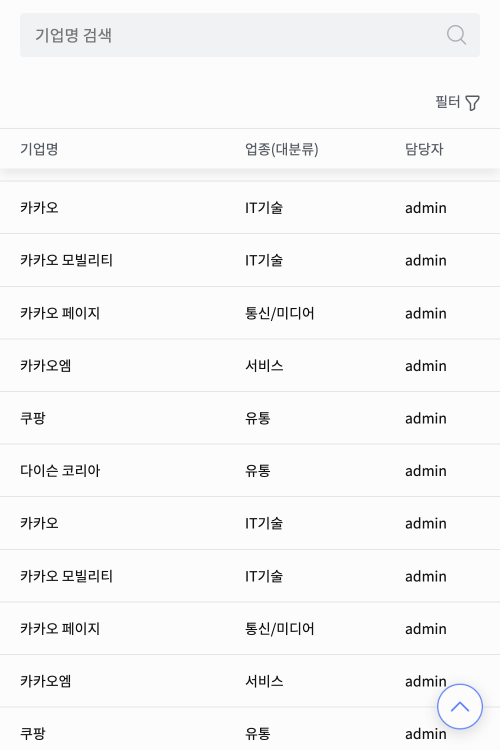 기업명 검색
필터
기업명 업종(대분류) 담당자
카카오 IT기술 admin
카카오 모빌리티 IT기술 admin
카카오 페이지 통신/미디어 admin
카카오엠 서비스 admin
쿠팡 유통 admin
다이슨 코리아 유통 admin
카카오 IT기술 admin
카카오 모빌리티 IT기술 admin
카카오 페이지 통신/미디어 admin
카카오엠 서비스 admin
쿠팡 유통 admin